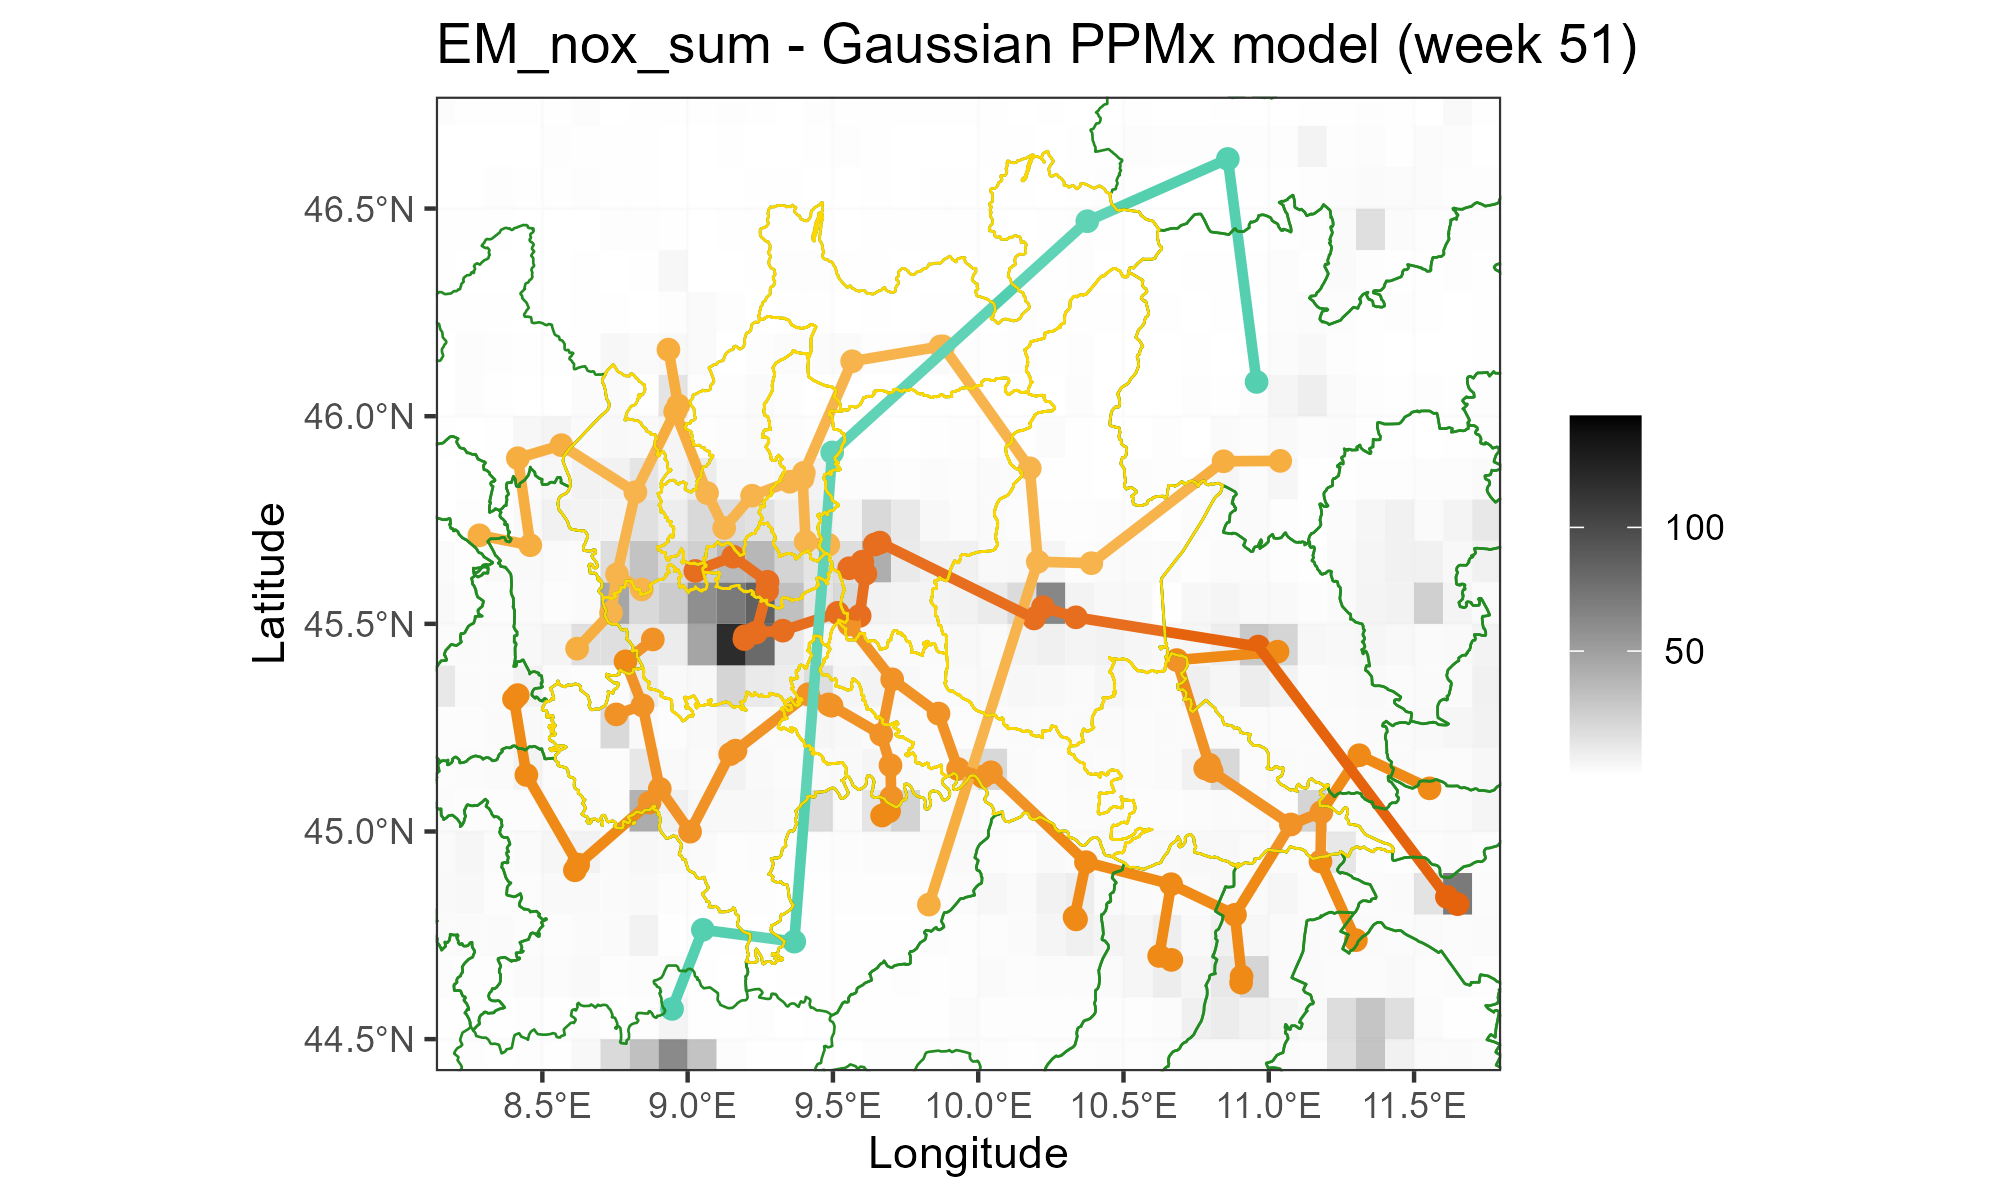 EM_nox_sum - Gaussian PPMx model (week 51)
46.5°N
46.0°N
45.5°N
45.0°N
44.5°N
Latitude
8.5°E 9.0°E 9.5°E 10.0°E 10.5°E 11.0°E 11.5°E
Longitude
100
50